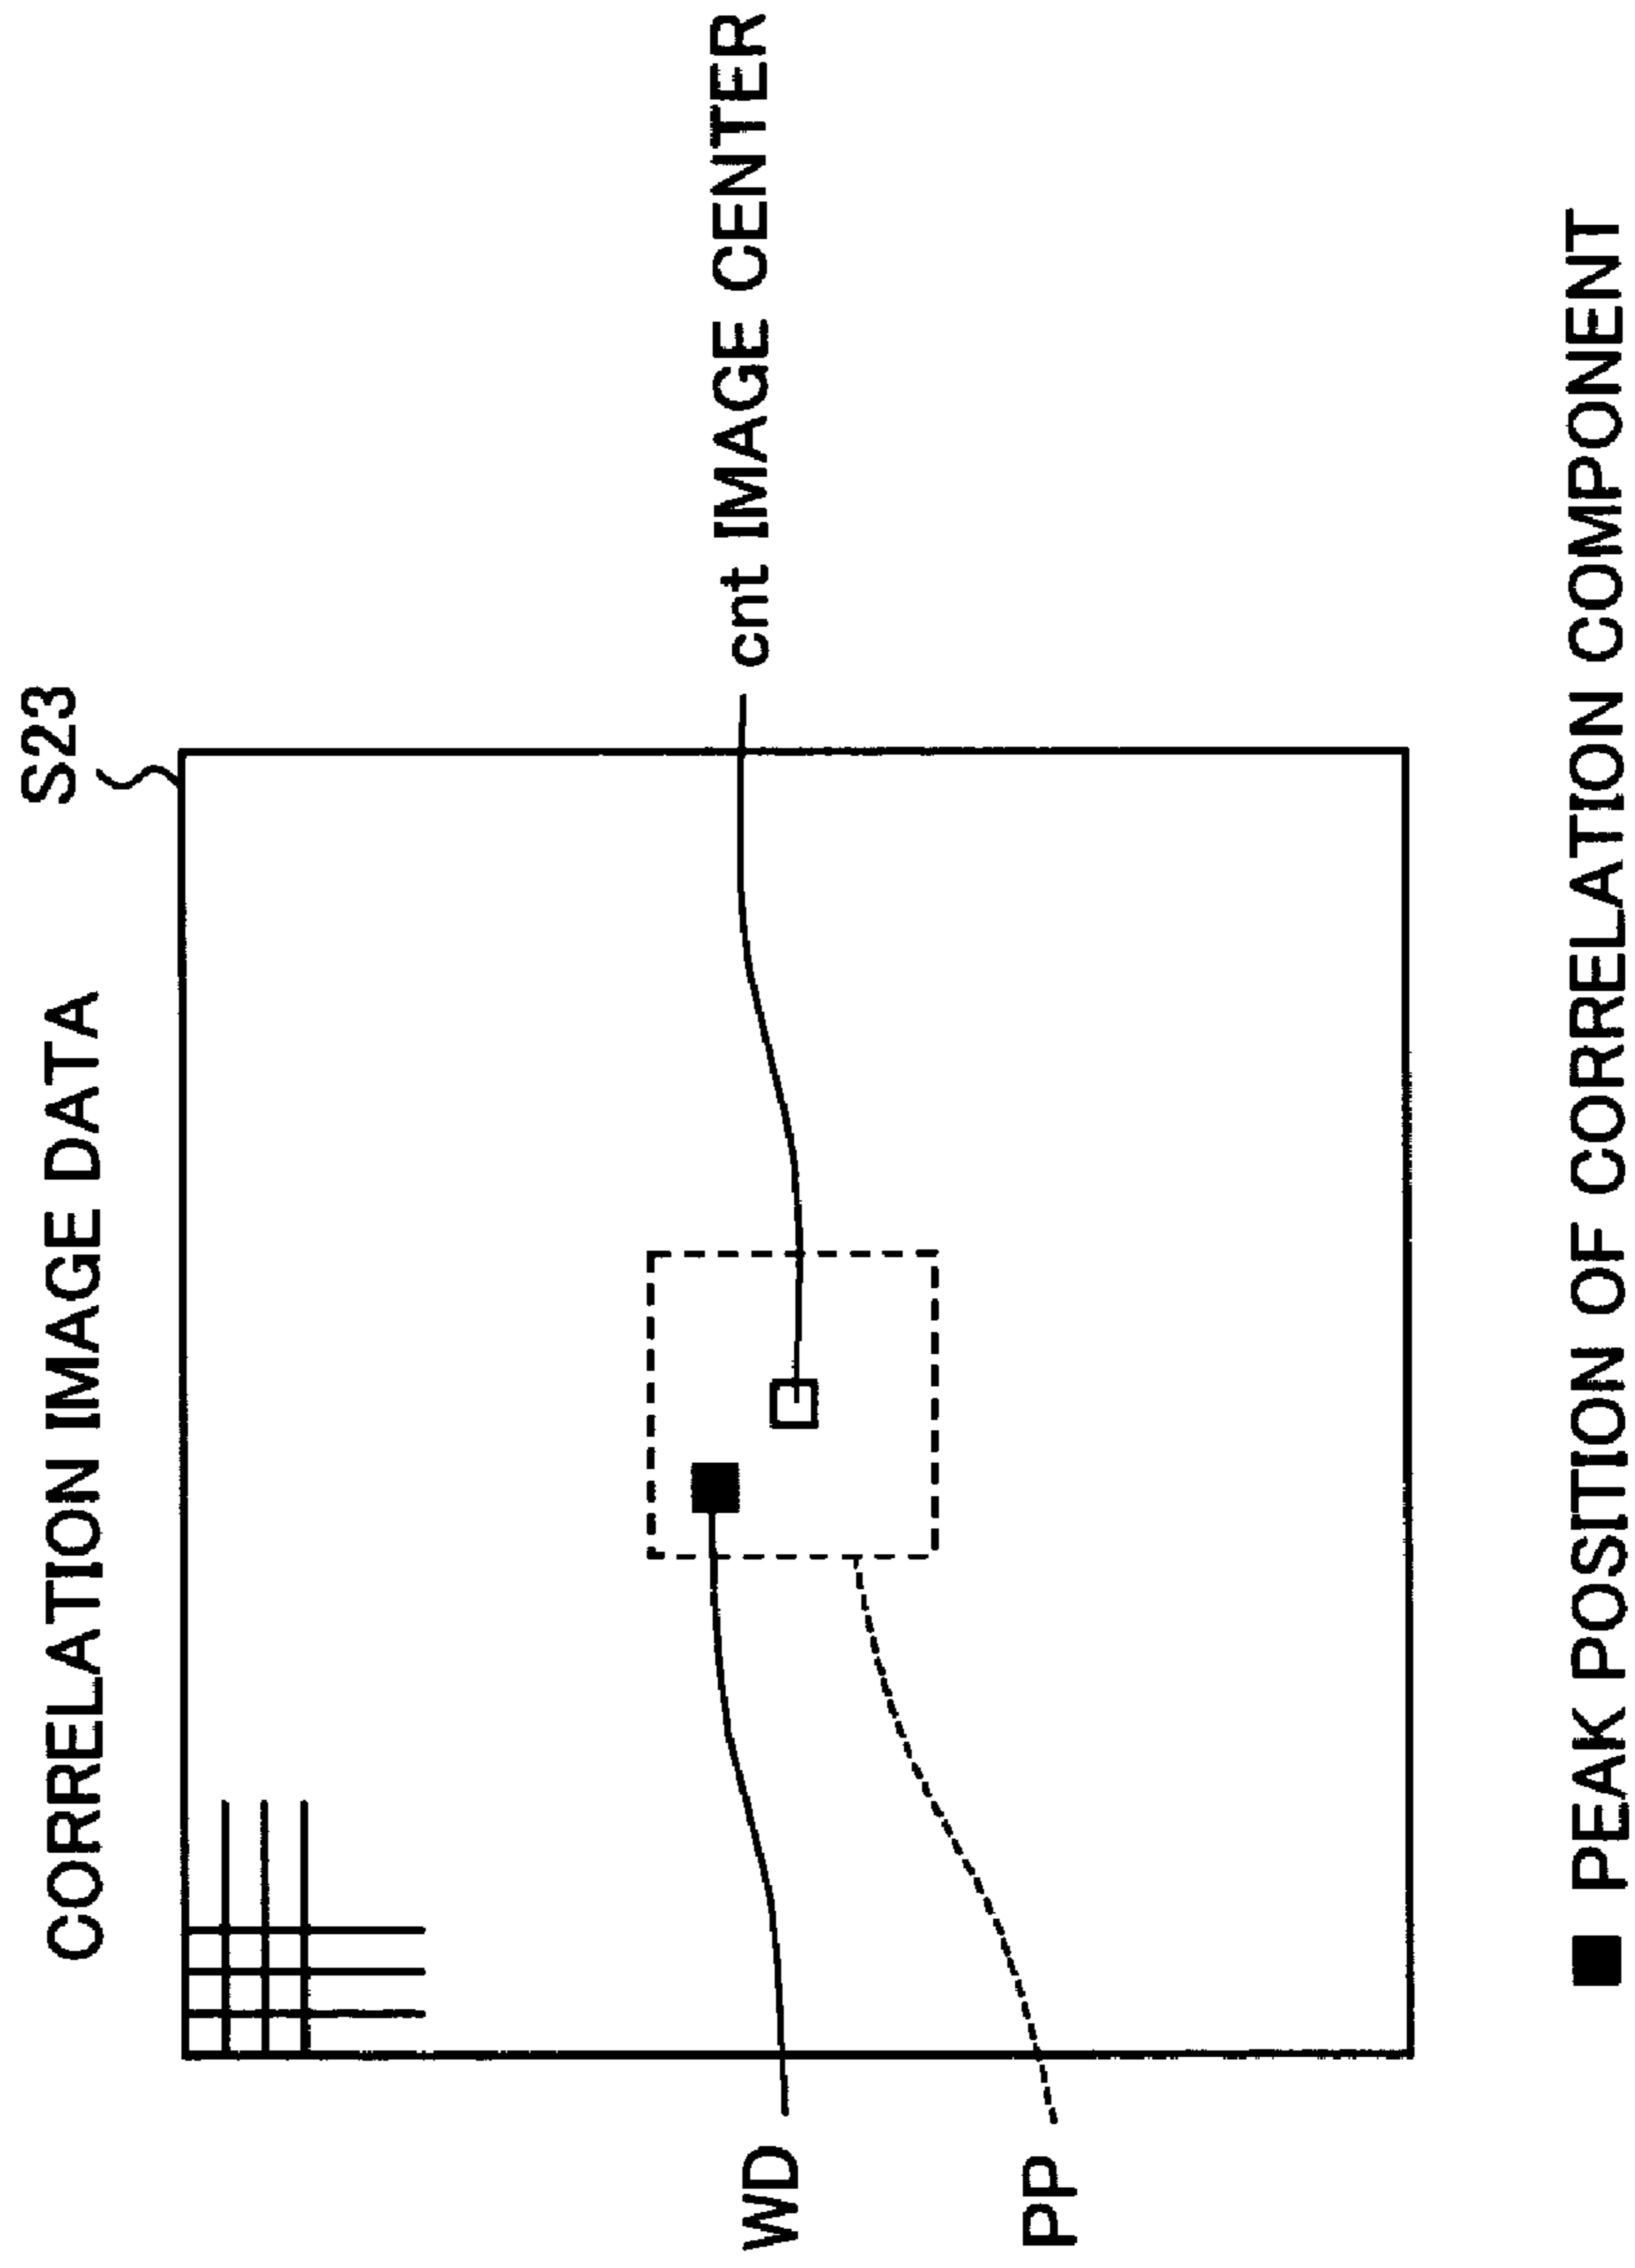 CORRELATION IMAGE DATA
S23
WD
cnt IMAGE CENTER
PP
PEAK POSITION OF CORRELATION COMPONENT